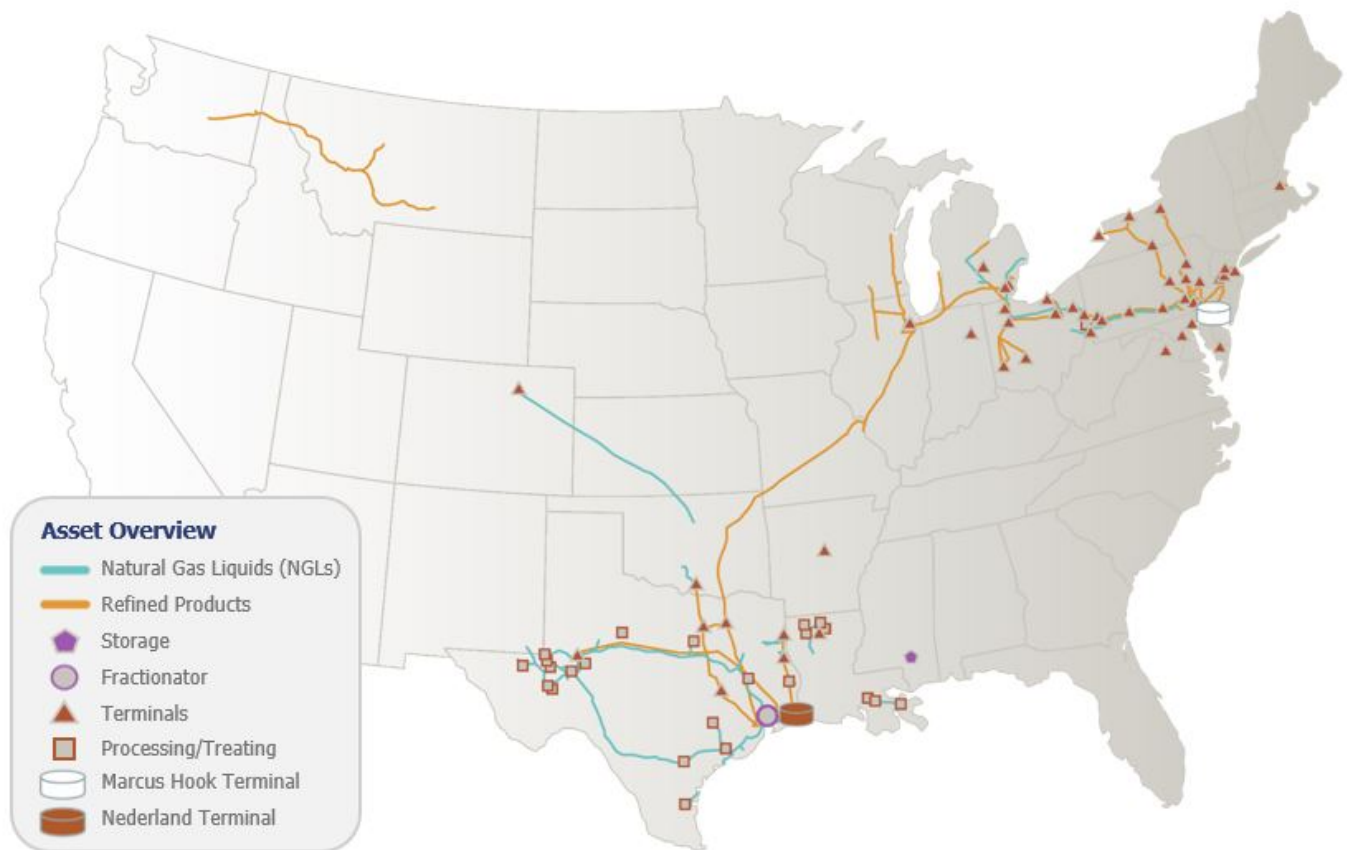 Asset Overview
Natural Gas Liquids (NGLs)
Refined Products
Storage
Fractionator
Terminals
Processing/Treating
Marcus Hook Terminal
Nederland Terminal